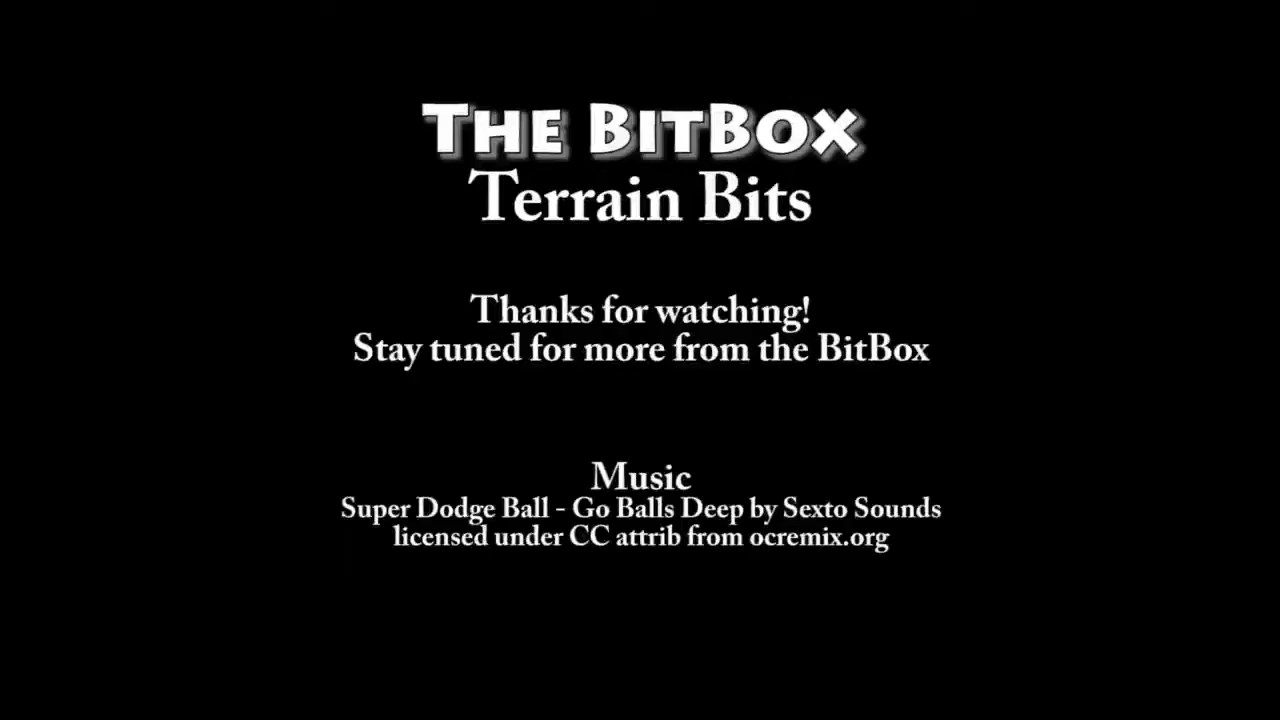 THE BITBOX
Terrain Bits
Thanks for watching!
Stay tuned for more from the BitBox
Music
Super Dodge Ball - Go Balls Deep by Sexto Sounds
licensed under CC attrib from ocremix.org